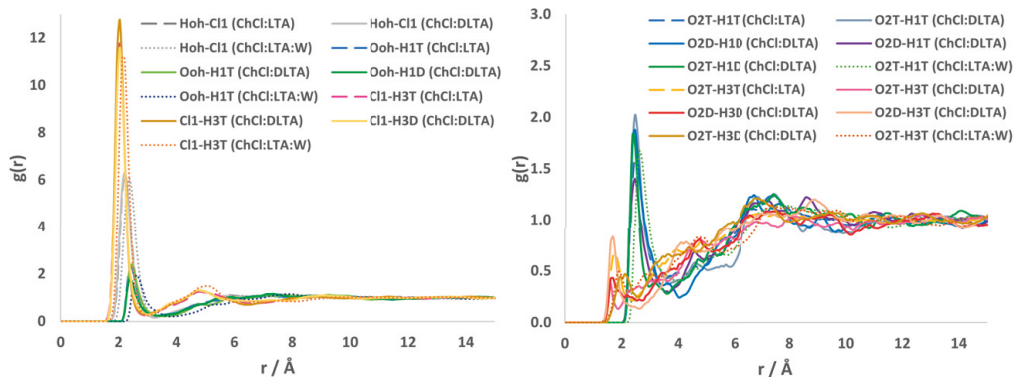 12
10
8
6
4
2
0
g(r)
Hoh-Cl1 (ChCl:LTA)
Hoh-Cl1 (ChCl:DLTA)
Hoh-Cl1 (ChCl:LTA:W)
Ooh-H1T (ChCl:LTA)
Ooh-H1T (ChCl:DLTA)
Ooh-H1D (ChCl:DLTA)
Ooh-H1T (ChCl:LTA:W)
Cl1-H3T (ChCl:LTA)
Cl1-H3T (ChCl:DLTA)
Cl1-H3D (ChCl:DLTA)
Cl1-H3T (ChCl:LTA:W)
0 2 4 6 8 10 12 14
r / Å
3.0
2.5
2.0
1.5
1.0
0.5
0.0
g(r)
O2T-H1T (ChCl:LTA)
O2T-H1T (ChCl:DLTA)
O2D-H1D (ChCl:DLTA)
O2D-H1T (ChCl:DLTA)
O2T-H1D (ChCl:DLTA)
O2T-H1T (ChCl:LTA:W)
O2T-H3T (ChCl:LTA)
O2T-H3T (ChCl:DLTA)
O2D-H3D (ChCl:DLTA)
O2D-H3T (ChCl:DLTA)
O2T-H3D (ChCl:DLTA)
O2T-H3T (ChCl:LTA:W)
0 2 4 6 8 10 12 14
r / Å